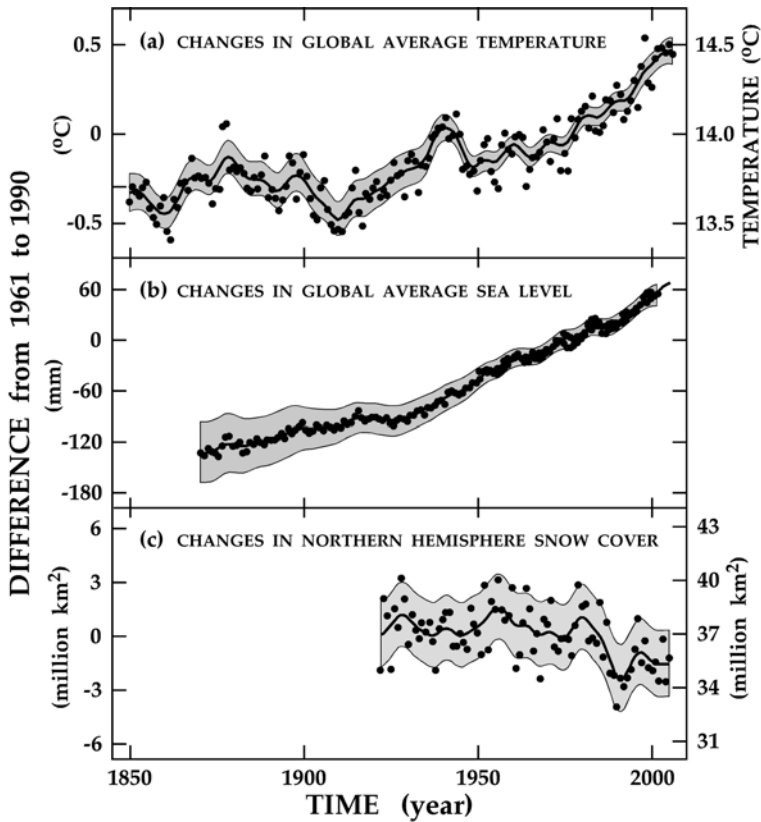 DIFFERENCE from 1961 to 1990
(a) CHANGES IN GLOBAL AVERAGE TEMPERATURE
0.5
0
-0.5
(ºC)
14.5
14.0
13.5
TEMPERATURE (ºC)
(b) CHANGES IN GLOBAL AVERAGE SEA LEVEL
60
0
-60
-120
-180
(mm)
(c) CHANGES IN NORTHERN HEMISPHERE SNOW COVER
6
3
0
-3
-6
(million km²)
43
40
37
34
31
(million km²)
1850 1900 1950 2000
TIME (year)